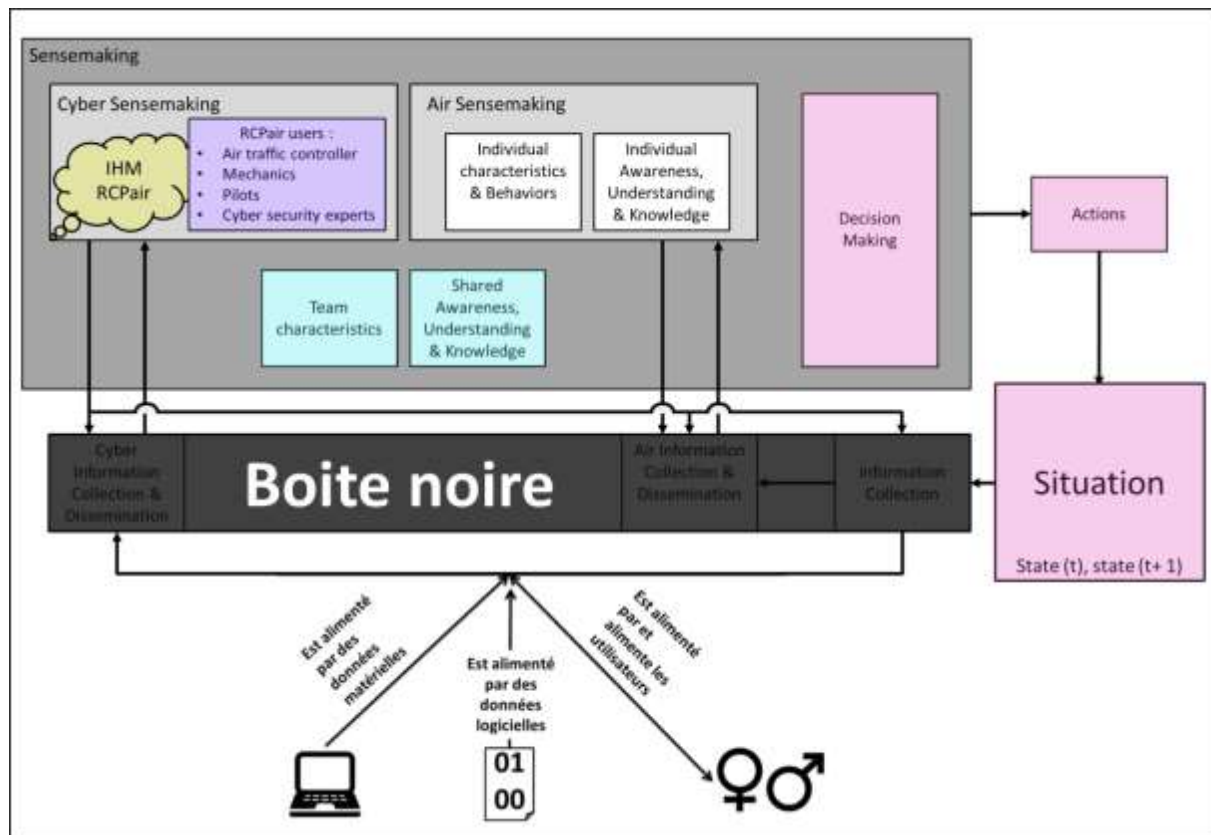 Sensemaking
Cyber Sensemaking
IHM
RCPair
RCPair users :
• Air traffic controller
• Mechanics
• Pilots
• Cyber security experts
Air Sensemaking
Individual
characteristics
& Behaviors
Individual
Awareness,
Understanding
& Knowledge
Decision
Making
Actions
Team
characteristics
Shared
Awareness,
Understanding
& Knowledge
Cyber
Information
Collection &
Dissemination
Boite noire
Air Information
Collection &
Dissemination
Information
Collection
Situation
State (t), state (t+ 1)
Est alimenté
par des
données
matérielles
Est alimenté
par des
données
logicielles
Est alimenté
par et
alimente les
utilisateurs
01
00